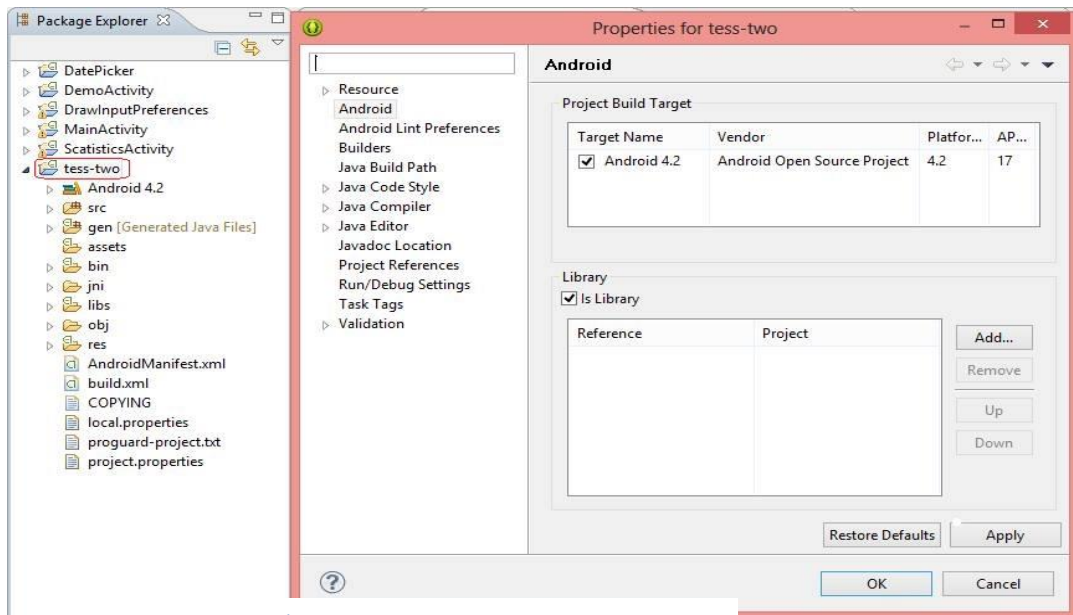 Package Explorer
DatePicker
DemoActivity
DrawInputPreferences
MainActivity
ScatisticsActivity
tess-two
Android 4.2
src
gen [Generated Java Files]
assets
bin
jni
libs
obj
res
AndroidManifest.xml
build.xml
COPYING
local.properties
proguard-project.txt
project.properties
Properties for tess-two
Resource
Android
Android Lint Preferences
Builders
Java Build Path
Java Code Style
Java Compiler
Java Editor
Javadoc Location
Project References
Run/Debug Settings
Task Tags
Validation
Android
Project Build Target
Target Name Vendor Platfor... AP...
Android 4.2 Android Open Source Project 4.2 17
Library
Is Library
Reference Project
Add...
Remove
Up
Down
Restore Defaults Apply
OK Cancel